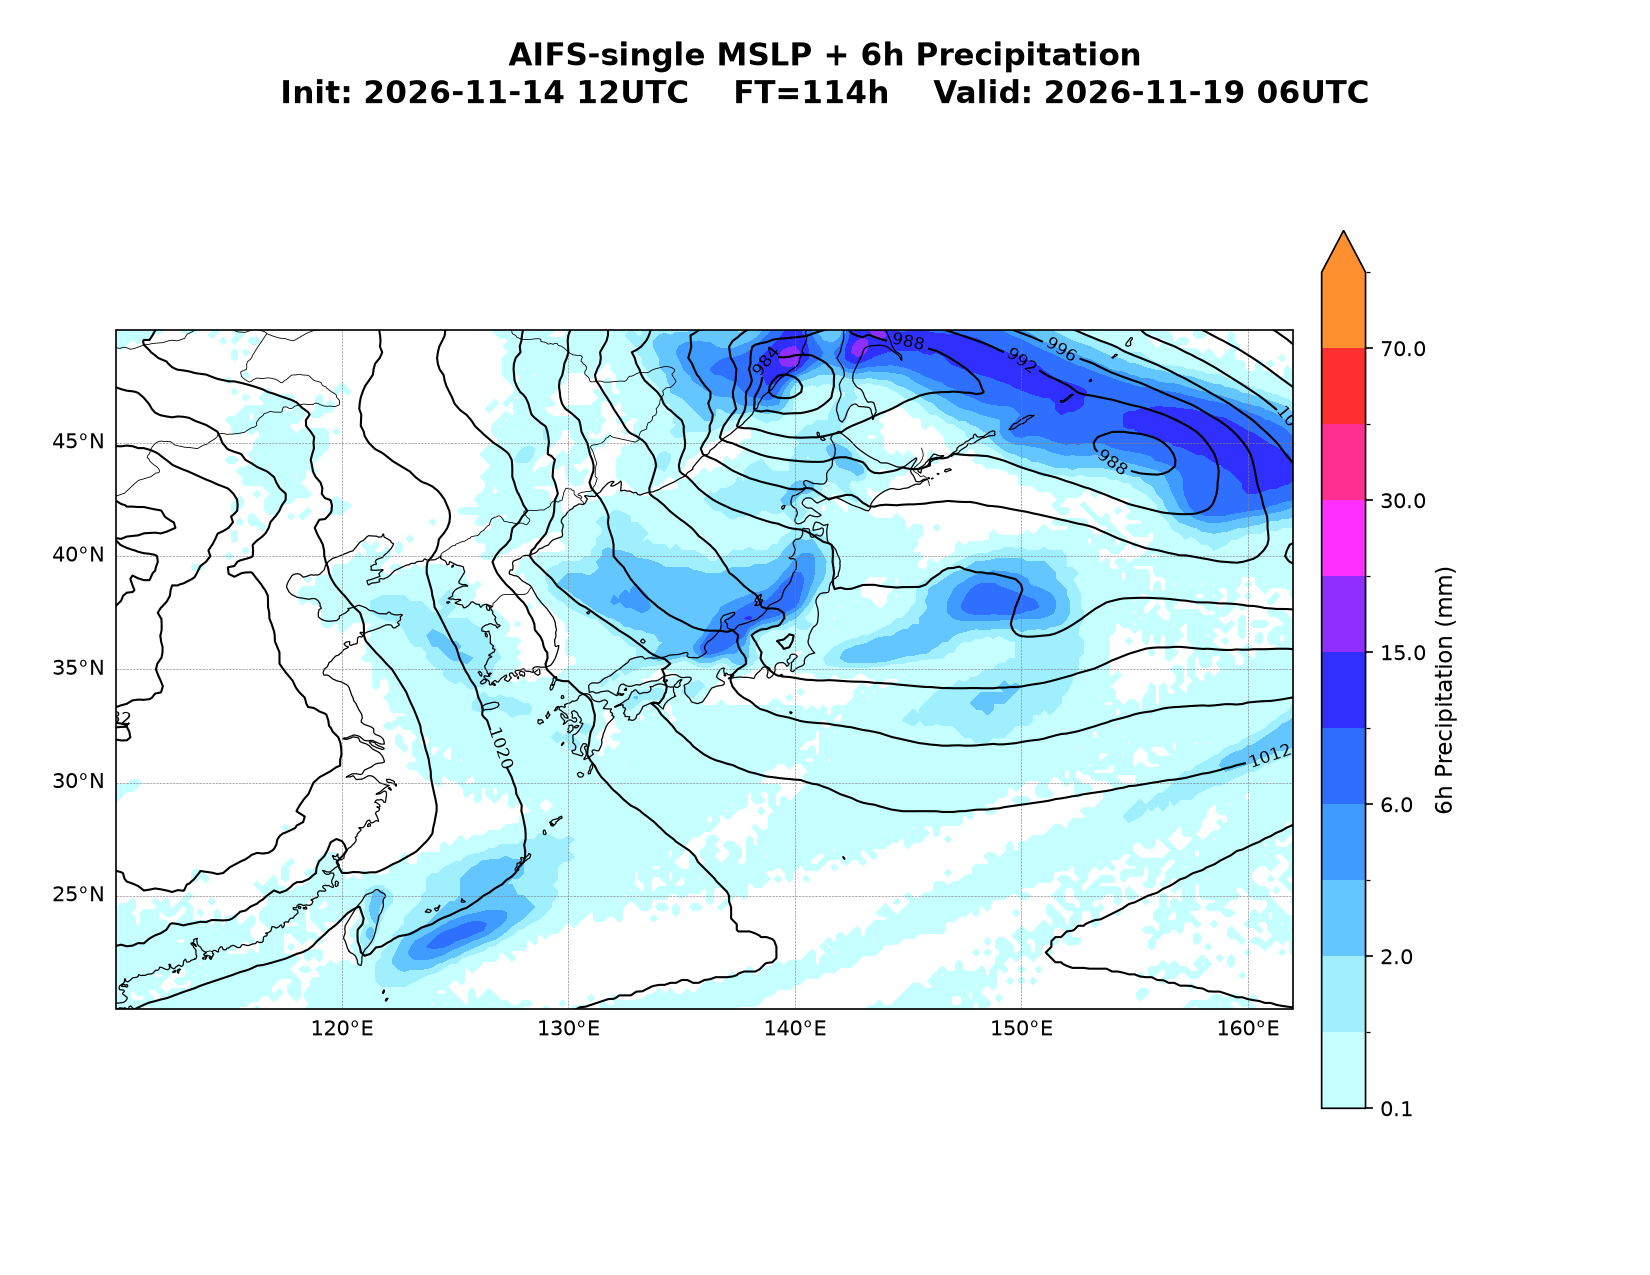 AIFS-single MSLP + 6h Precipitation
Init: 2026-11-14 12UTC    FT=114h    Valid: 2026-11-19 06UTC
984
988
992
996
988
1020
1012
45°N
40°N
35°N
30°N
25°N
120°E
130°E
140°E
150°E
160°E
70.0
30.0
15.0
6.0
2.0
0.1
6h Precipitation (mm)